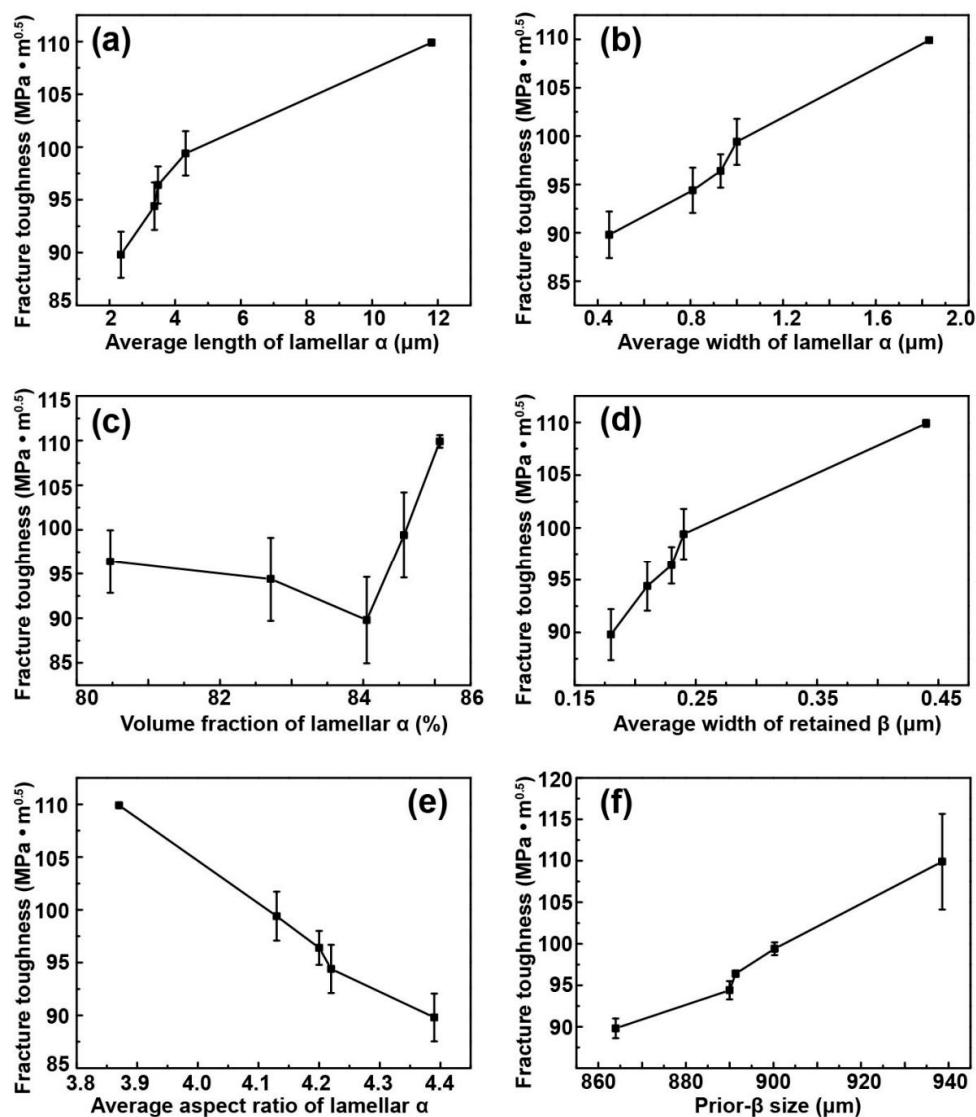 (a)
Fracture toughness (MPa • m^0.5)
110
105
100
95
90
85
2 4 6 8 10 12
Average length of lamellar α (μm)
(b)
Fracture toughness (MPa • m^0.5)
110
105
100
95
90
85
0.4 0.8 1.2 1.6 2.0
Average width of lamellar α (μm)
(c)
Fracture toughness (MPa • m^0.5)
115
110
105
100
95
90
85
80 82 84 86
Volume fraction of lamellar α (%)
(d)
Fracture toughness (MPa • m^0.5)
110
105
100
95
90
0.15 0.25 0.35 0.45
Average width of retained β (μm)
(e)
Fracture toughness (MPa • m^0.5)
110
105
100
95
90
85
3.8 3.9 4.0 4.1 4.2 4.3 4.4
Average aspect ratio of lamellar α
(f)
Fracture toughness (MPa • m^0.5)
120
115
110
105
100
95
90
860 880 900 920 940
Prior-β size (μm)